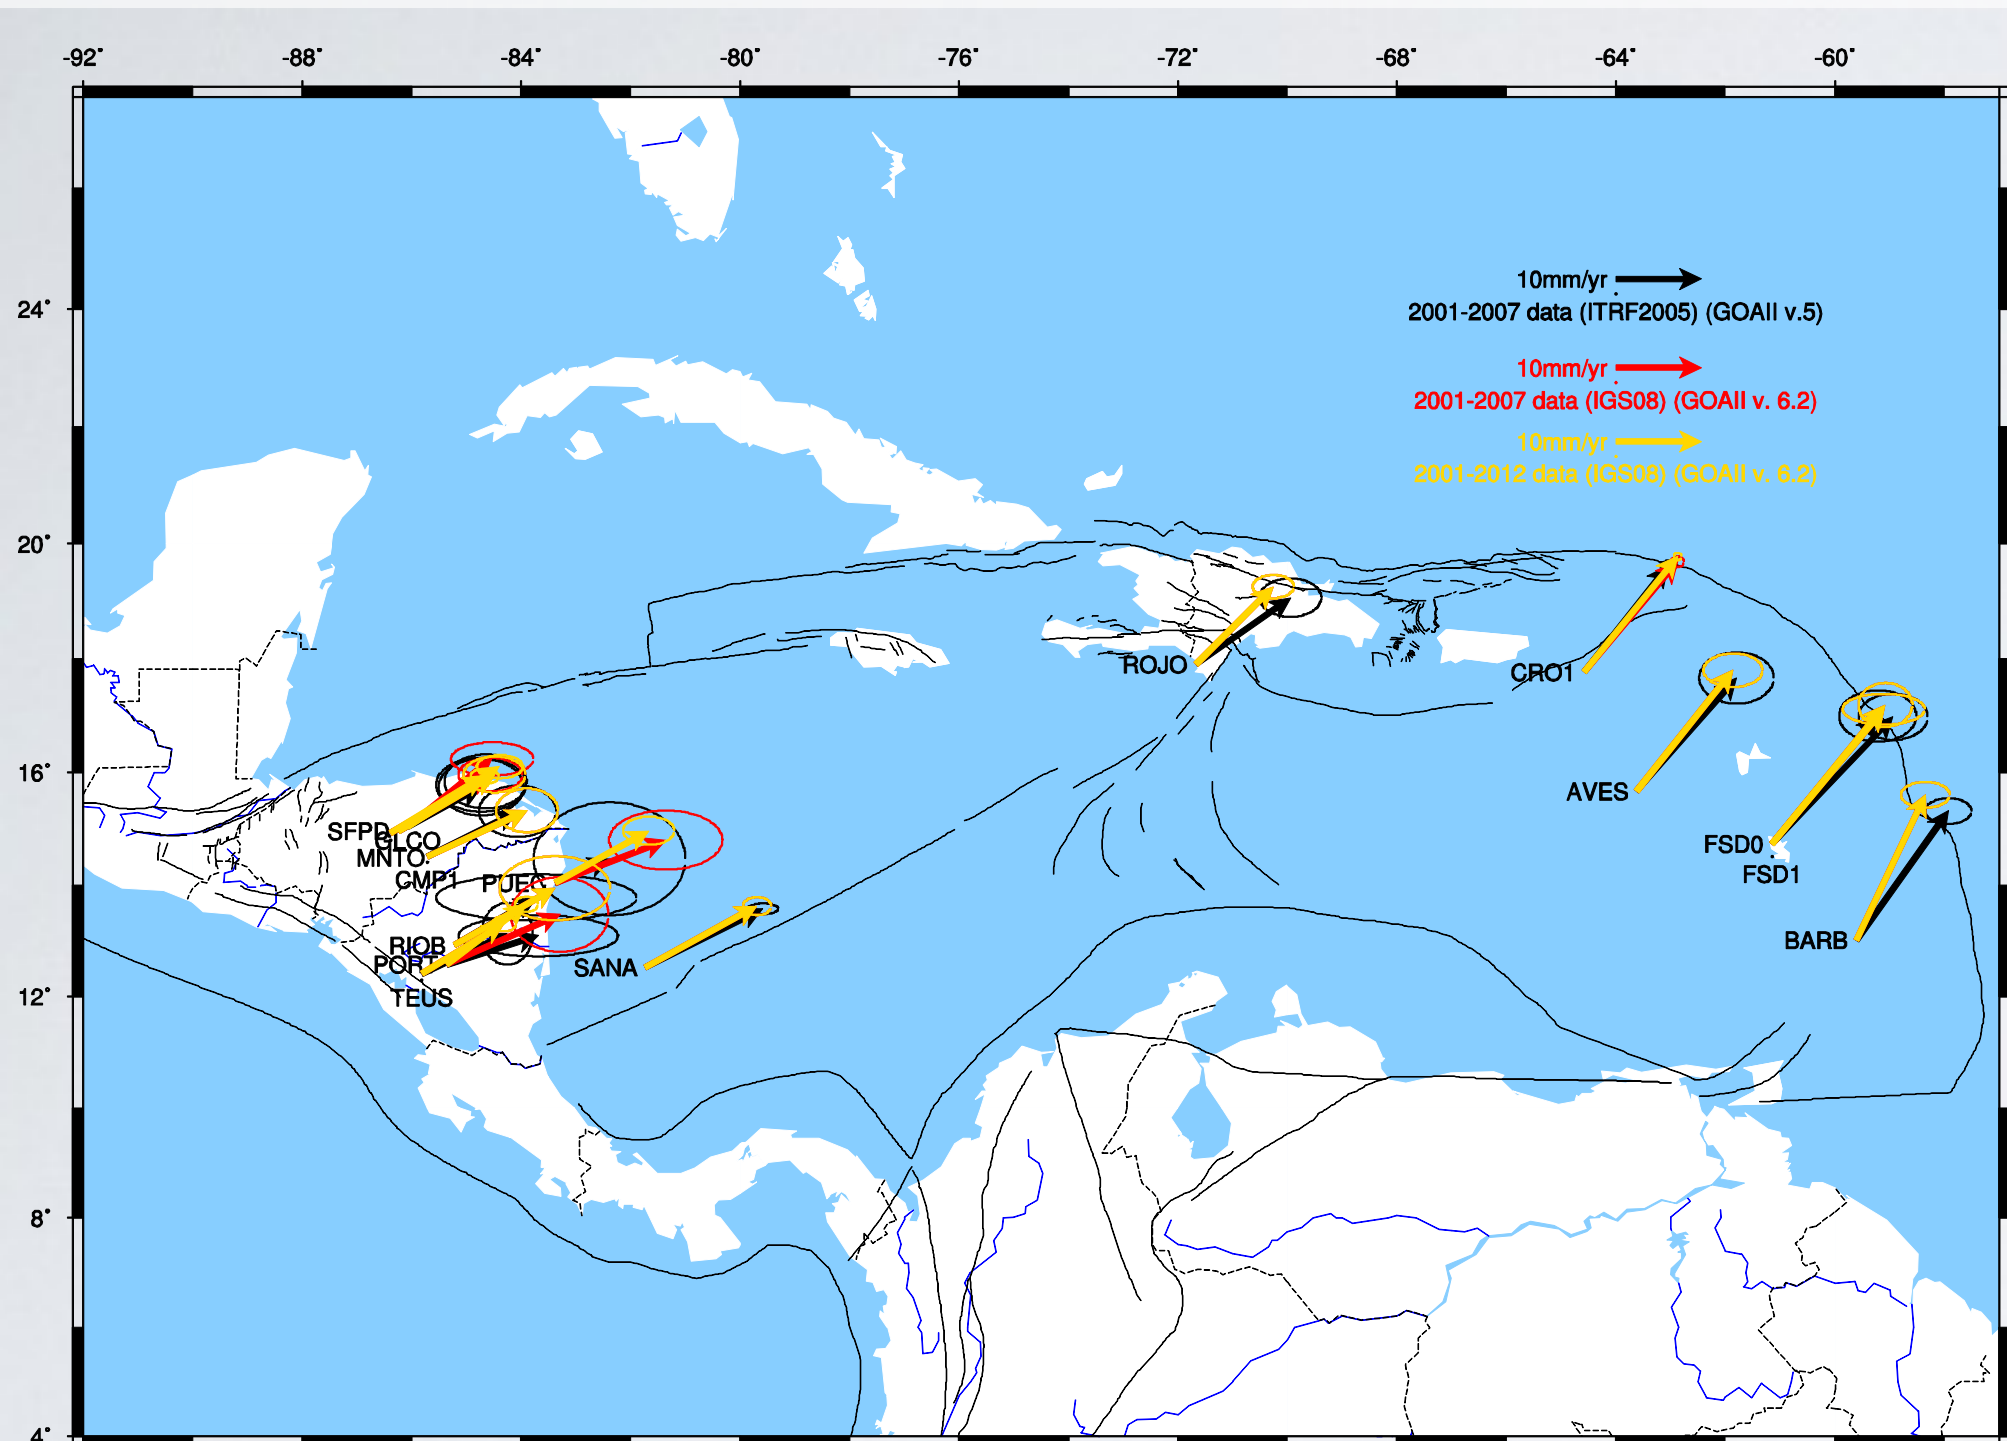 -92° -88° -84° -80° -76° -72° -68° -64° -60°
24°
20°
16°
12°
8°
4°
10mm/yr
2001-2007 data (ITRF2005) (GOAII v.5)
10mm/yr
2001-2007 data (IGS08) (GOAII v. 6.2)
10mm/yr
2001-2012 data (IGS08) (GOAII v. 6.2)
ROJO
CRO1
AVES
SFPD
GLCO
MNTO
CMP1
FSD0
FSD1
BARB
RIOB
PORT
SANA
TEUS